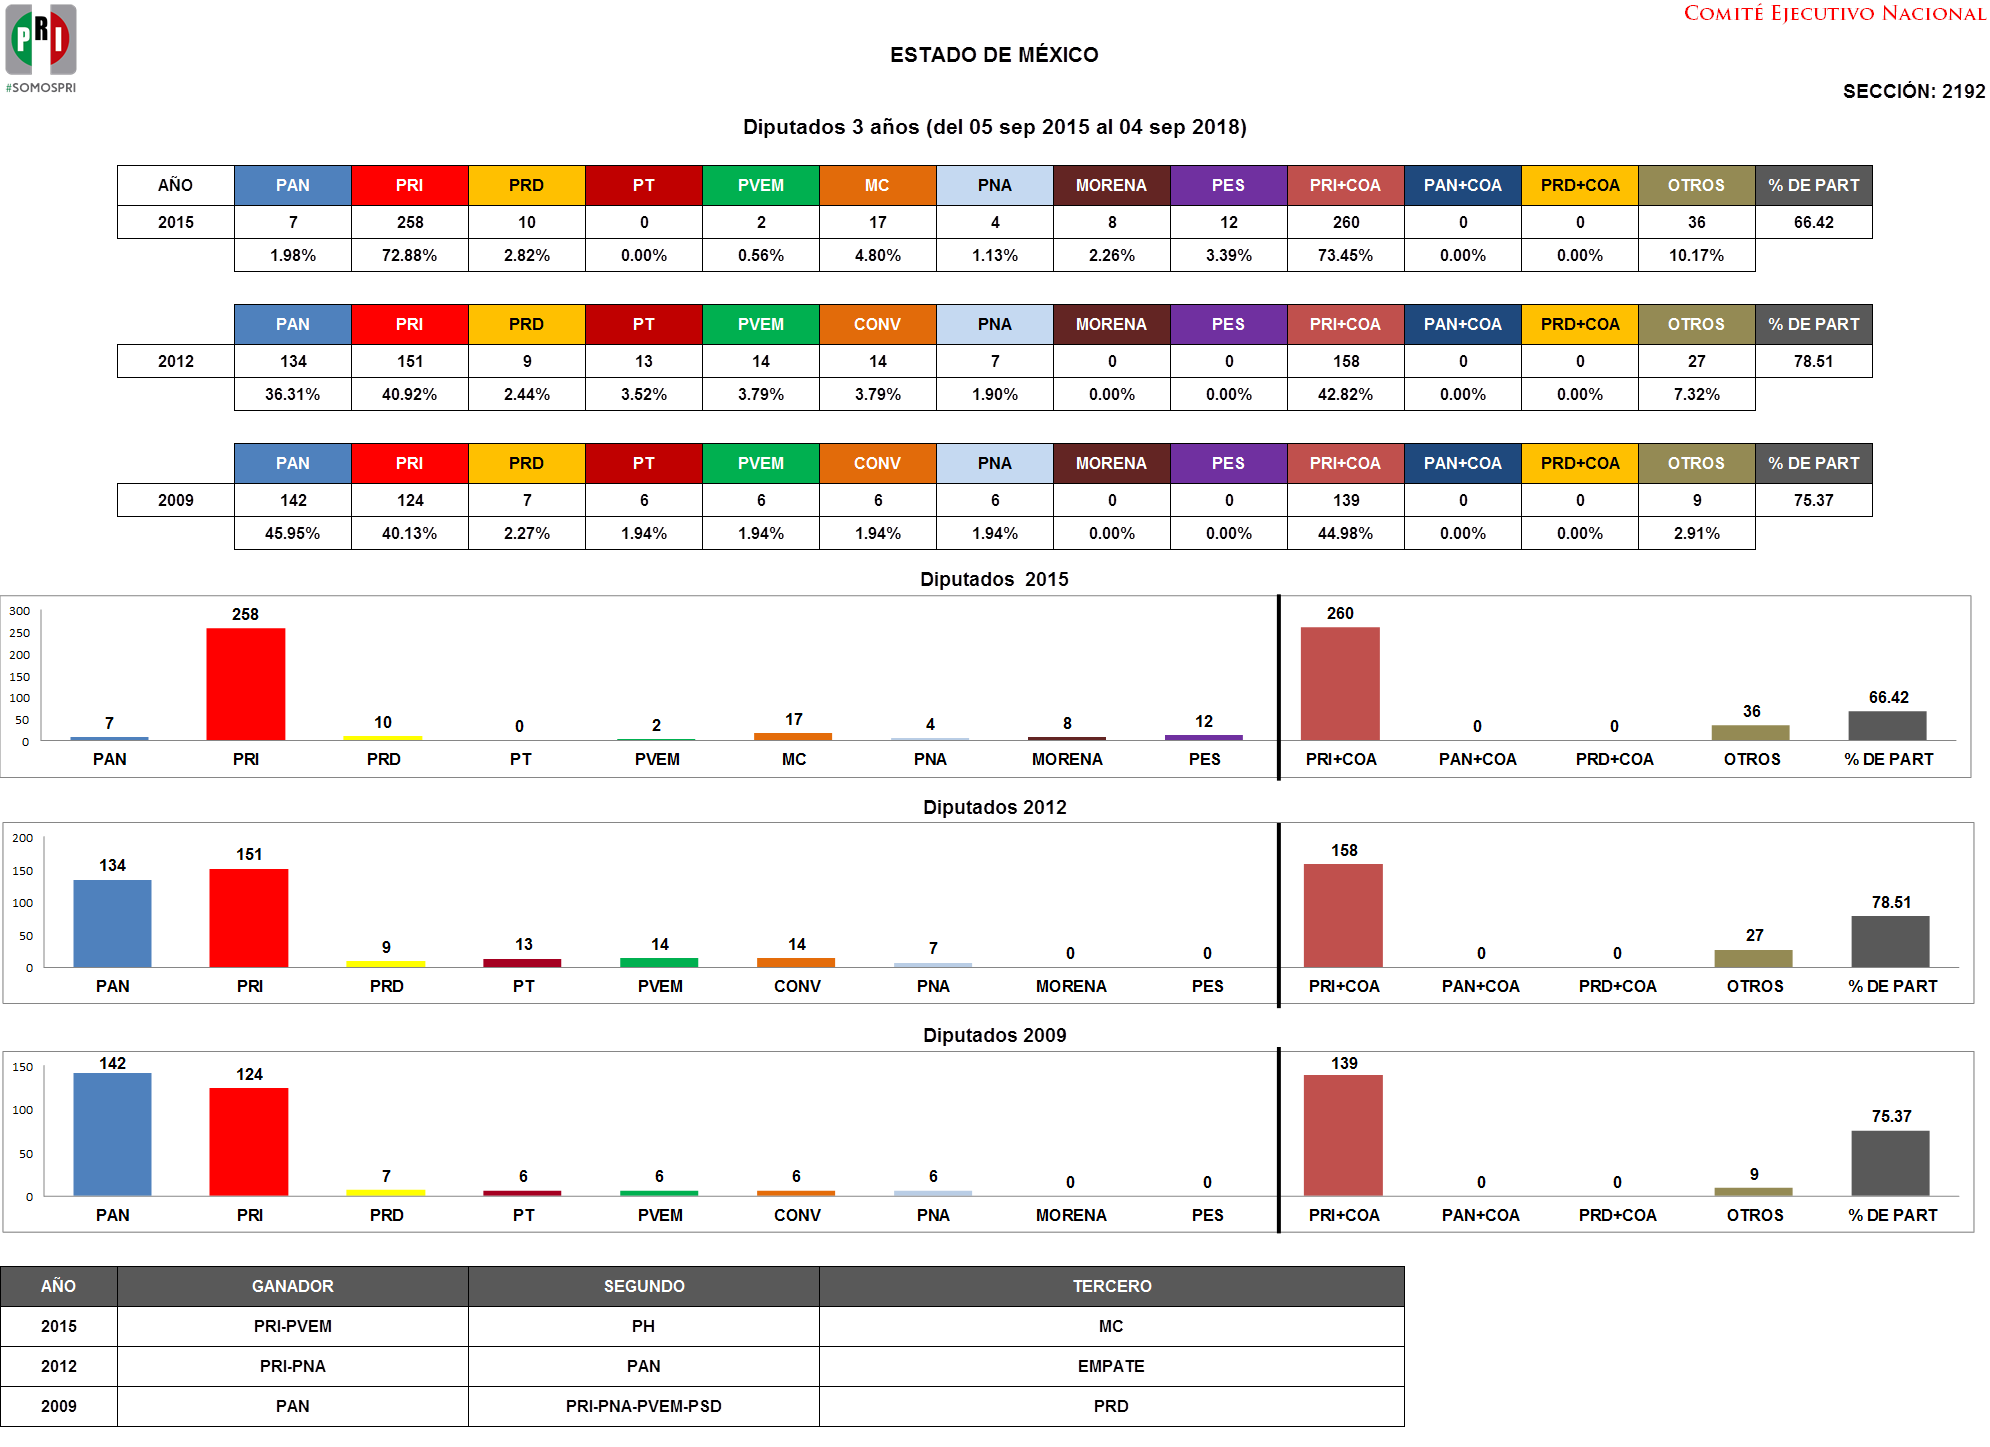 PRI
#SOMOSPRI
COMITÉ EJECUTIVO NACIONAL
ESTADO DE MÉXICO
SECCIÓN: 2192
Diputados 3 años (del 05 sep 2015 al 04 sep 2018)
AÑO PAN PRI PRD PT PVEM MC PNA MORENA PES PRI+COA PAN+COA PRD+COA OTROS % DE PART
2015 7 258 10 0 2 17 4 8 12 260 0 0 36 66.42
1.98% 72.88% 2.82% 0.00% 0.56% 4.80% 1.13% 2.26% 3.39% 73.45% 0.00% 0.00% 10.17%
PAN PRI PRD PT PVEM CONV PNA MORENA PES PRI+COA PAN+COA PRD+COA OTROS % DE PART
2012 134 151 9 13 14 14 7 0 0 158 0 0 27 78.51
36.31% 40.92% 2.44% 3.52% 3.79% 3.79% 1.90% 0.00% 0.00% 42.82% 0.00% 0.00% 7.32%
PAN PRI PRD PT PVEM CONV PNA MORENA PES PRI+COA PAN+COA PRD+COA OTROS % DE PART
2009 142 124 7 6 6 6 6 0 0 139 0 0 9 75.37
45.95% 40.13% 2.27% 1.94% 1.94% 1.94% 1.94% 0.00% 0.00% 44.98% 0.00% 0.00% 2.91%
Diputados 2015
300
250
200
150
100
50
0
7 258 10 0 2 17 4 8 12 260 0 0 36 66.42
PAN PRI PRD PT PVEM MC PNA MORENA PES PRI+COA PAN+COA PRD+COA OTROS % DE PART
Diputados 2012
200
150
100
50
0
134 151 9 13 14 14 7 0 0 158 0 0 27 78.51
PAN PRI PRD PT PVEM CONV PNA MORENA PES PRI+COA PAN+COA PRD+COA OTROS % DE PART
Diputados 2009
150
100
50
0
142 124 7 6 6 6 6 0 0 139 0 0 9 75.37
PAN PRI PRD PT PVEM CONV PNA MORENA PES PRI+COA PAN+COA PRD+COA OTROS % DE PART
AÑO GANADOR SEGUNDO TERCERO
2015 PRI-PVEM PH MC
2012 PRI-PNA PAN EMPATE
2009 PAN PRI-PNA-PVEM-PSD PRD